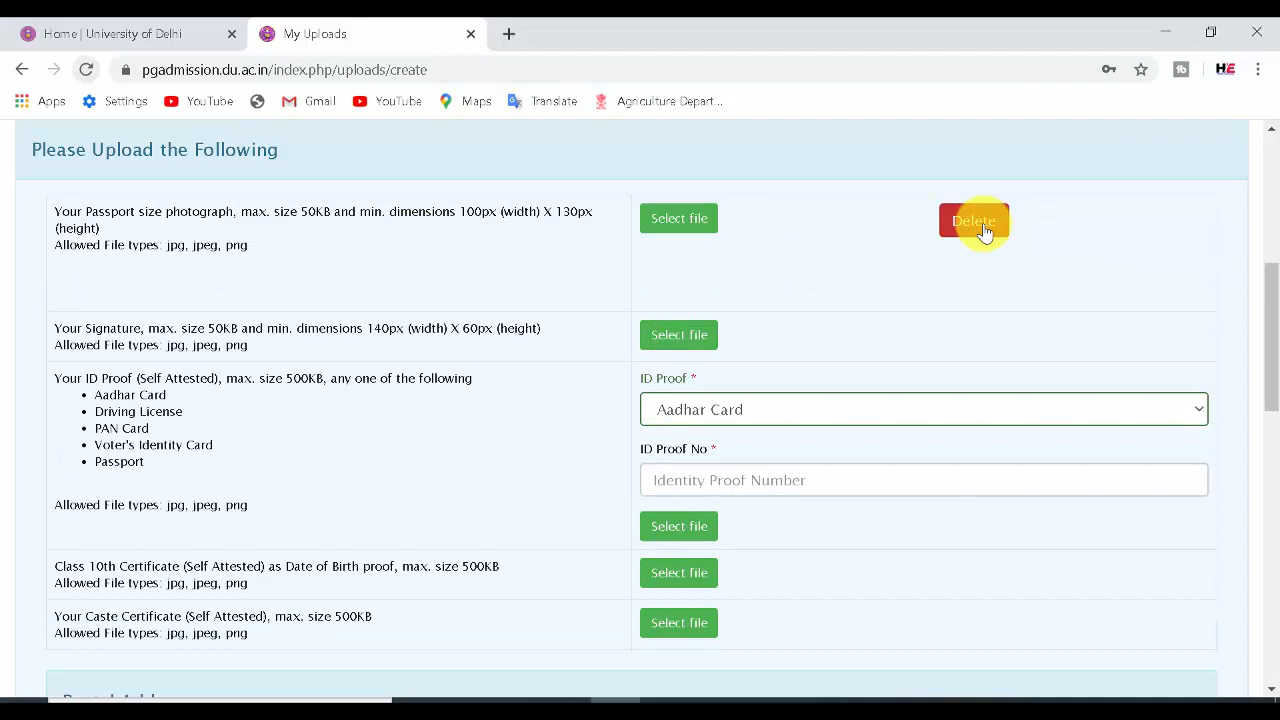 Home | University of Delhi
My Uploads
pgadmission.du.ac.in/index.php/uploads/create
Apps
Settings
YouTube
Gmail
YouTube
Maps
Translate
Agriculture Depart...
Please Upload the Following
Your Passport size photograph, max. size 50KB and min. dimensions 100px (width) X 130px
(height)
Allowed File types: jpg, jpeg, png
Select file
Delete
Your Signature, max. size 50KB and min. dimensions 140px (width) X 60px (height)
Allowed File types: jpg, jpeg, png
Select file
Your ID Proof (Self Attested), max. size 500KB, any one of the following
• Aadhar Card
• Driving License
• PAN Card
• Voter's Identity Card
• Passport
Allowed File types: jpg, jpeg, png
ID Proof *
Aadhar Card
ID Proof No *
Identity Proof Number
Select file
Class 10th Certificate (Self Attested) as Date of Birth proof, max. size 500KB
Allowed File types: jpg, jpeg, png
Select file
Your Caste Certificate (Self Attested), max. size 500KB
Allowed File types: jpg, jpeg, png
Select file